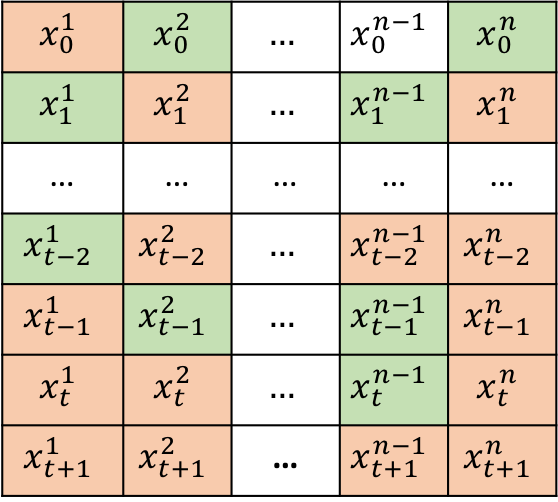 $x_0^1$ $x_0^2$ ... $x_0^{n-1}$ $x_0^n$
$x_1^1$ $x_1^2$ ... $x_1^{n-1}$ $x_1^n$
... ... ... ... ...
$x_{t-2}^1$ $x_{t-2}^2$ ... $x_{t-2}^{n-1}$ $x_{t-2}^n$
$x_{t-1}^1$ $x_{t-1}^2$ ... $x_{t-1}^{n-1}$ $x_{t-1}^n$
$x_t^1$ $x_t^2$ ... $x_t^{n-1}$ $x_t^n$
$x_{t+1}^1$ $x_{t+1}^2$ ... $x_{t+1}^{n-1}$ $x_{t+1}^n$